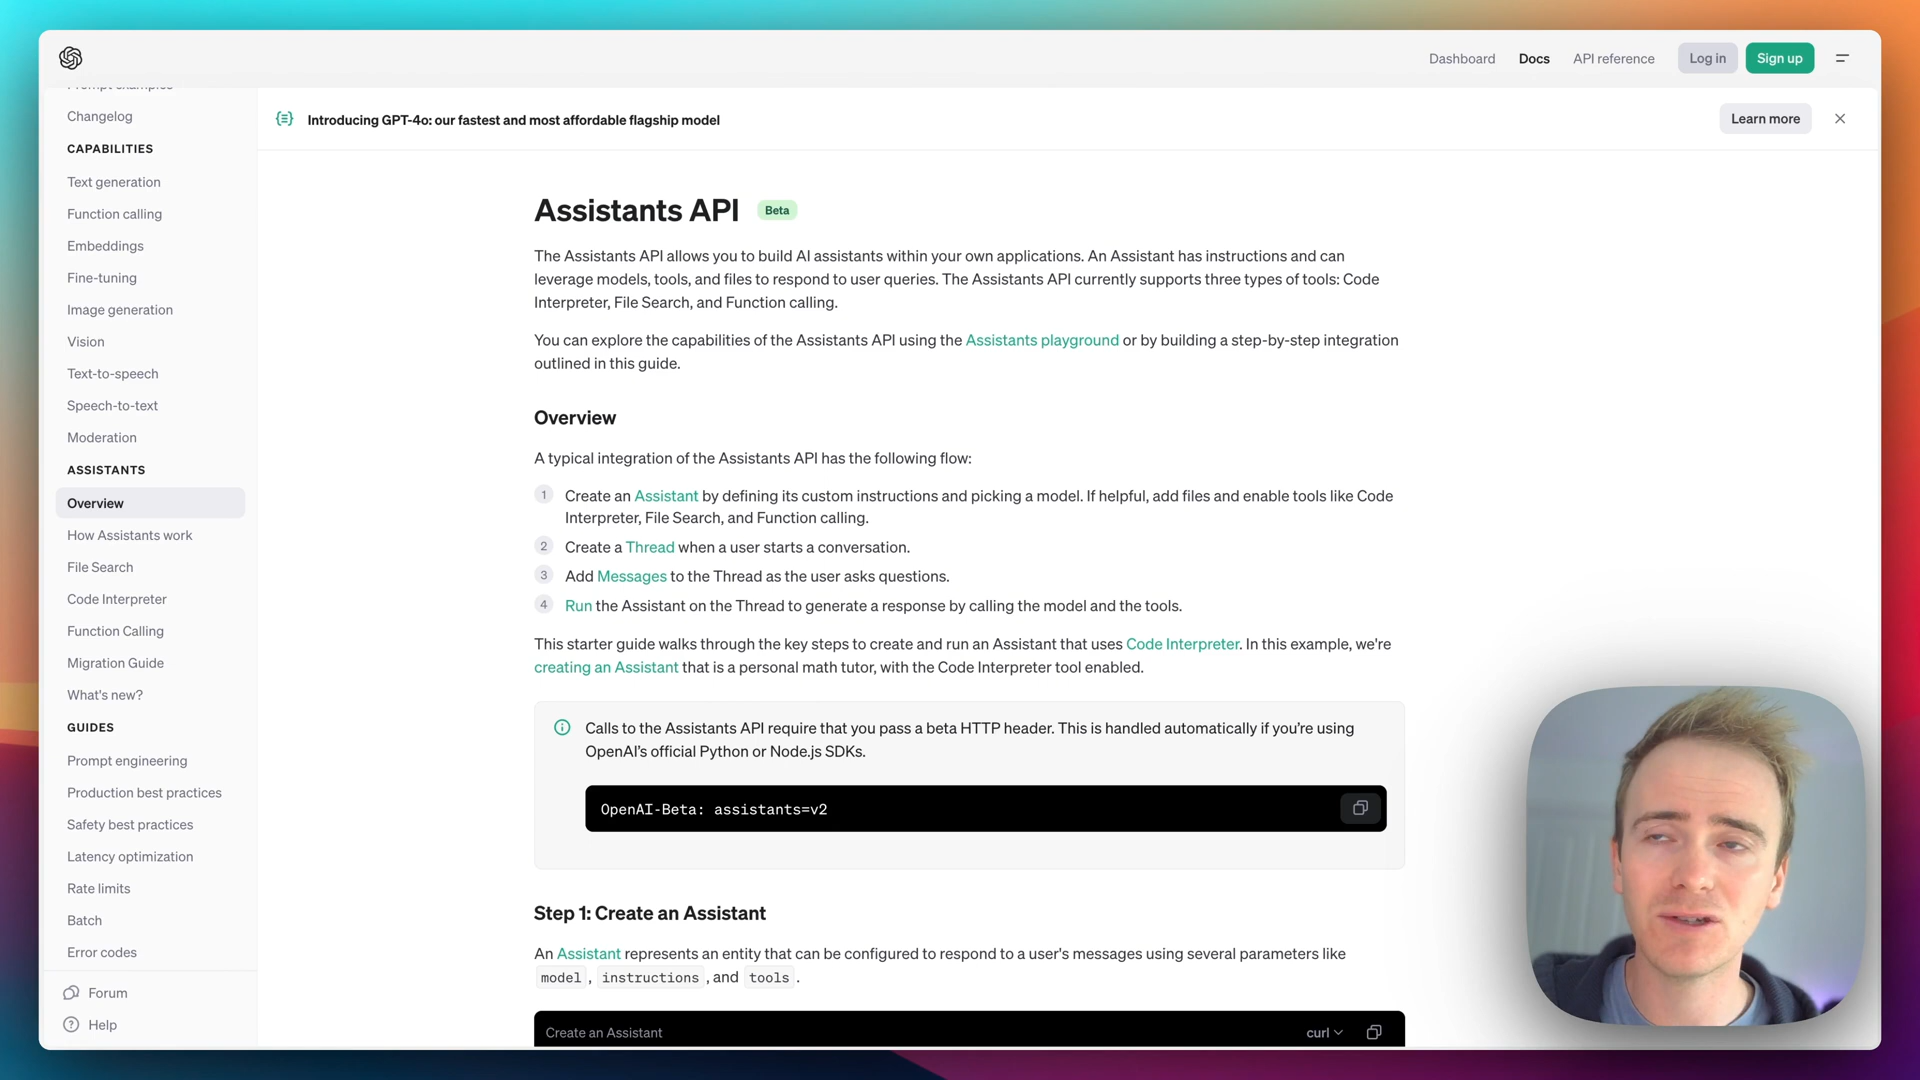 Dashboard
Docs
API reference
Log in
Sign up
Prompt examples
Changelog
CAPABILITIES
Text generation
Function calling
Embeddings
Fine-tuning
Image generation
Vision
Text-to-speech
Speech-to-text
Moderation
ASSISTANTS
Overview
How Assistants work
File Search
Code Interpreter
Function Calling
Migration Guide
What's new?
GUIDES
Prompt engineering
Production best practices
Safety best practices
Latency optimization
Rate limits
Batch
Error codes
Forum
Help
Introducing GPT-4o: our fastest and most affordable flagship model
Learn more
Assistants API Beta
The Assistants API allows you to build AI assistants within your own applications. An Assistant has instructions and can
leverage models, tools, and files to respond to user queries. The Assistants API currently supports three types of tools: Code
Interpreter, File Search, and Function calling.
You can explore the capabilities of the Assistants API using the Assistants playground or by building a step-by-step integration
outlined in this guide.
Overview
A typical integration of the Assistants API has the following flow:
1 Create an Assistant by defining its custom instructions and picking a model. If helpful, add files and enable tools like Code
Interpreter, File Search, and Function calling.
2 Create a Thread when a user starts a conversation.
3 Add Messages to the Thread as the user asks questions.
4 Run the Assistant on the Thread to generate a response by calling the model and the tools.
This starter guide walks through the key steps to create and run an Assistant that uses Code Interpreter. In this example, we're
creating an Assistant that is a personal math tutor, with the Code Interpreter tool enabled.
Calls to the Assistants API require that you pass a beta HTTP header. This is handled automatically if you're using
OpenAI's official Python or Node.js SDKs.
OpenAI-Beta: assistants=v2
Step 1: Create an Assistant
An Assistant represents an entity that can be configured to respond to a user's messages using several parameters like
model, instructions, and tools.
Create an Assistant
curl